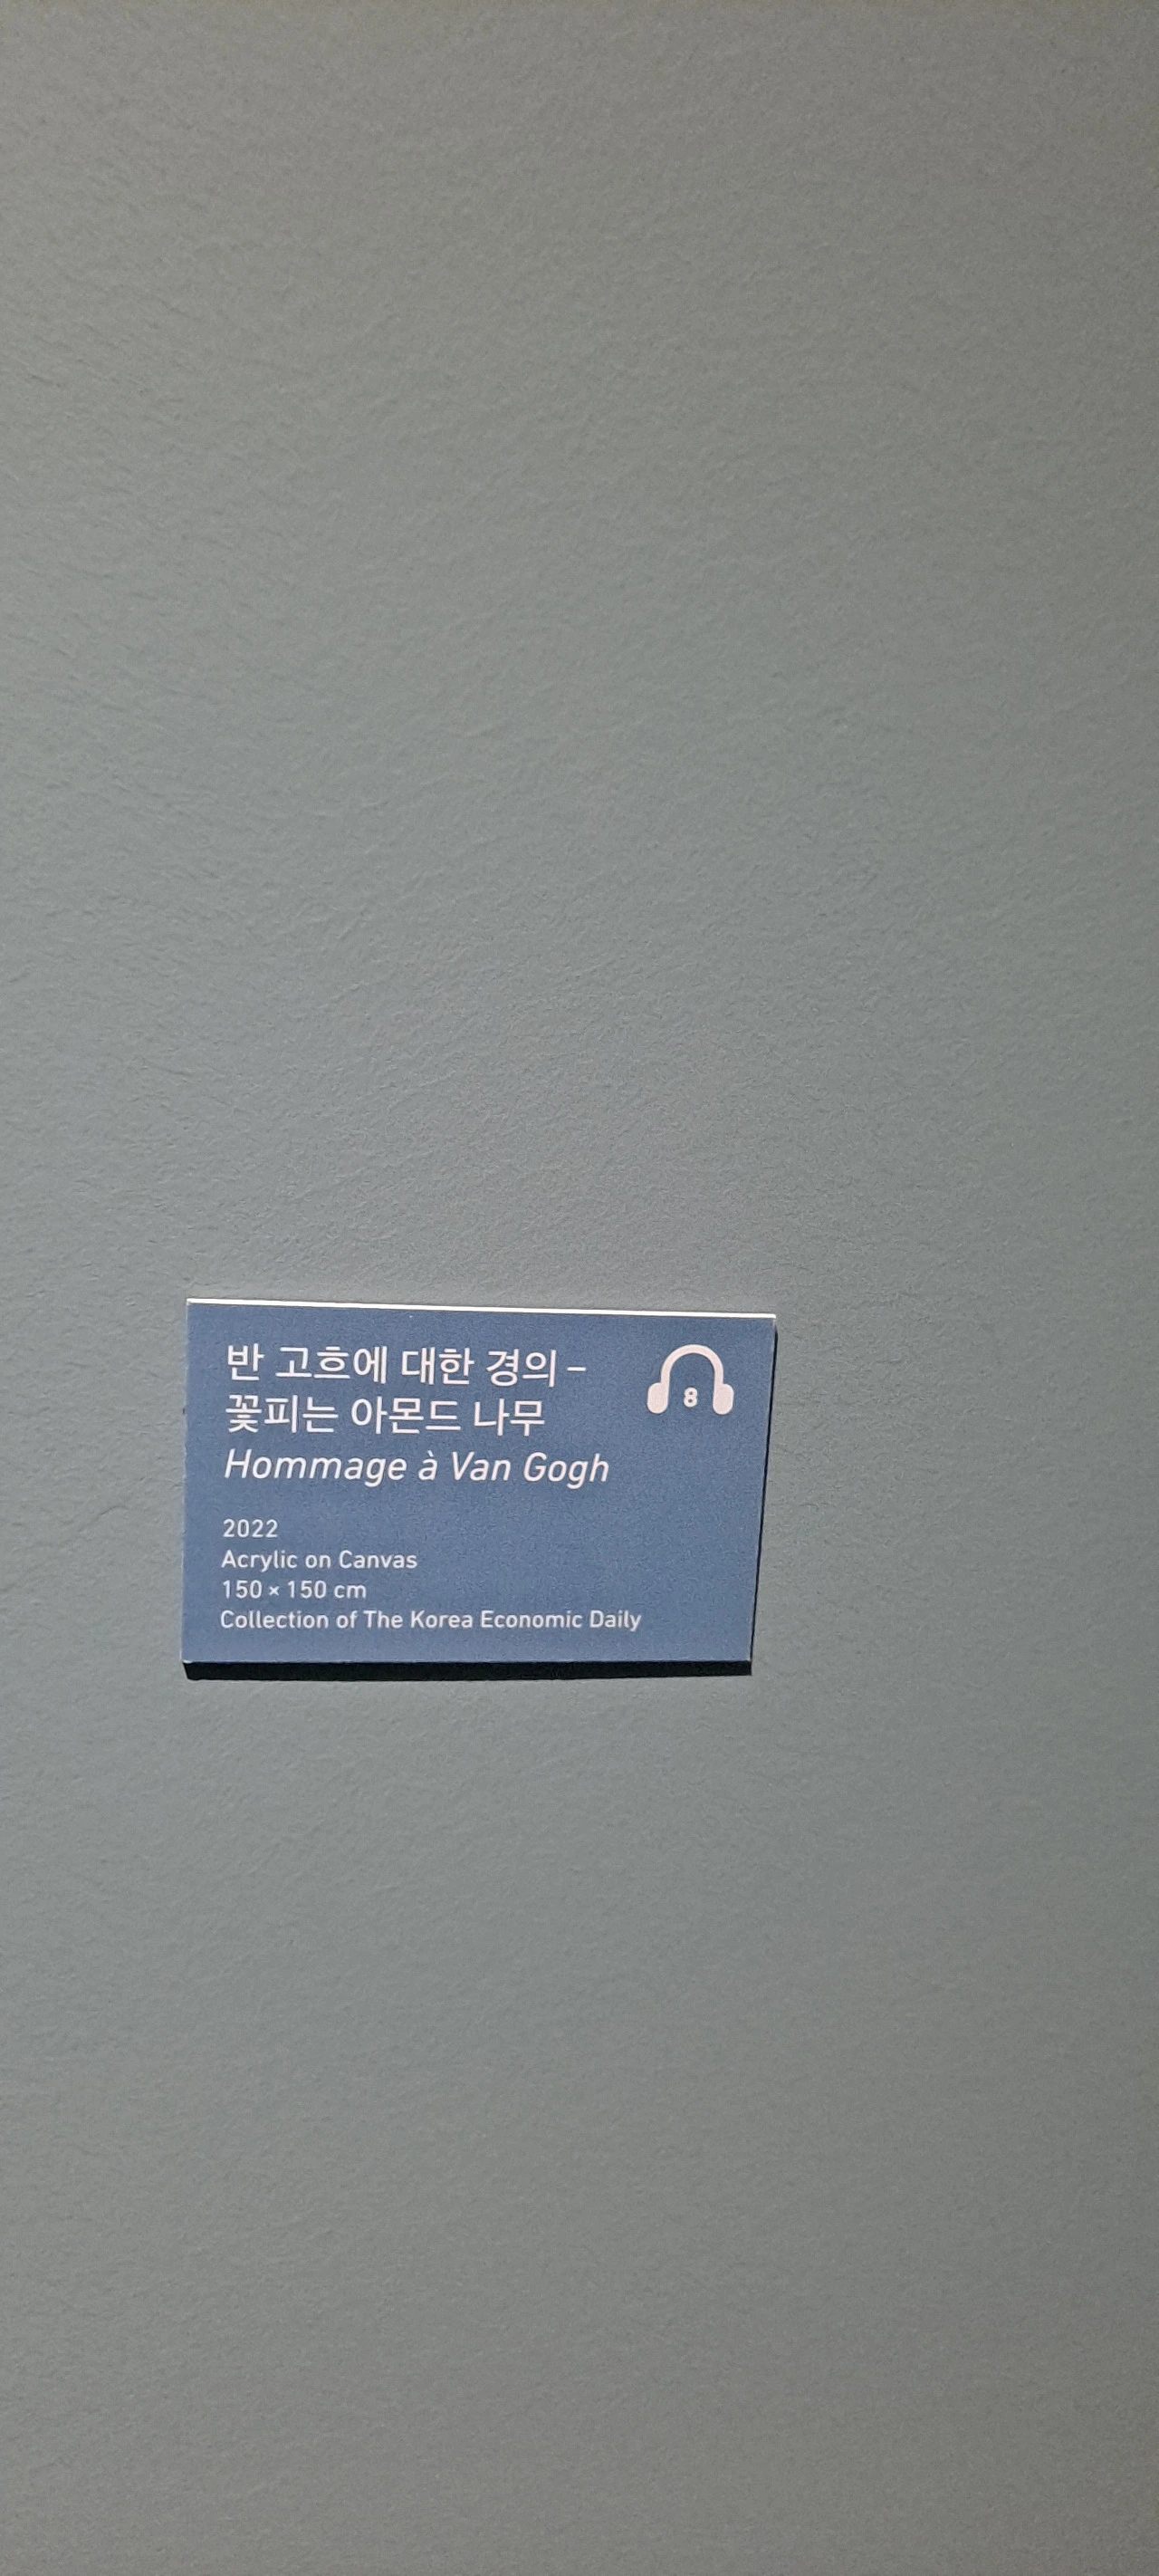 반 고흐에 대한 경의 –
꽃피는 아몬드 나무
Hommage à Van Gogh
8
2022
Acrylic on Canvas
150 × 150 cm
Collection of The Korea Economic Daily